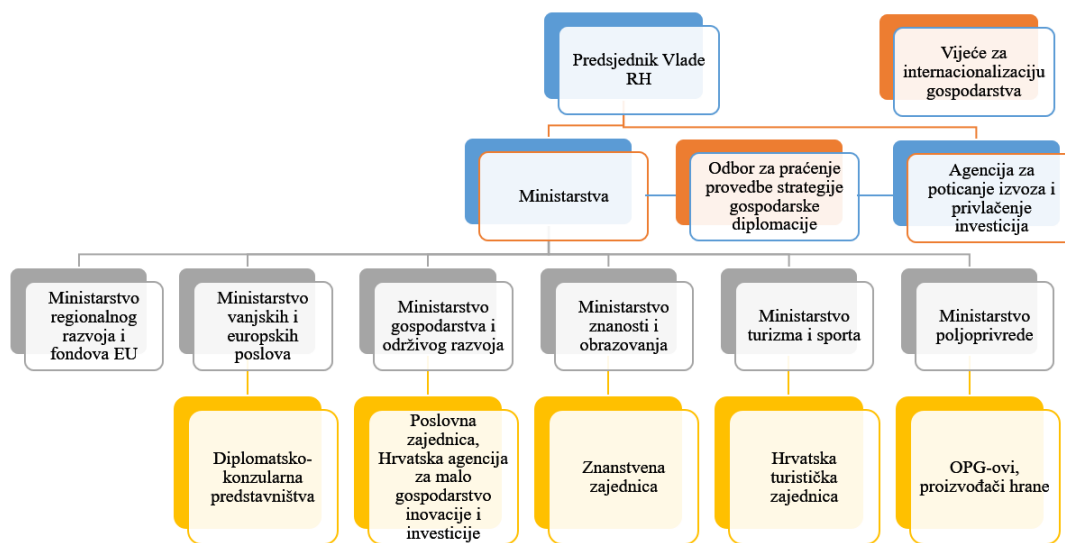 Predsjednik Vlade
RH
Vijeće za
internacionalizaciju
gospodarstva
Ministarstva
Odbor za praćenje
provedbe strategije
gospodarske
diplomacije
Agencija za
poticanje izvoza i
privlačenje
investicija
Ministarstvo
regionalnog
razvoja i
fondova EU
Ministarstvo
vanjskih i
europskih
poslova
Ministarstvo
gospodarstva i
održivog razvoja
Ministarstvo
znanosti i
obrazovanja
Ministarstvo
turizma i sporta
Ministarstvo
poljoprivrede
Diplomatsko-
konzularna
predstavništva
Poslovna
zajednica,
Hrvatska agencija
za malo
gospodarstvo
inovacije i
investicije
Znanstvena
zajednica
Hrvatska
turistička
zajednica
OPG-ovi,
proizvođači hrane